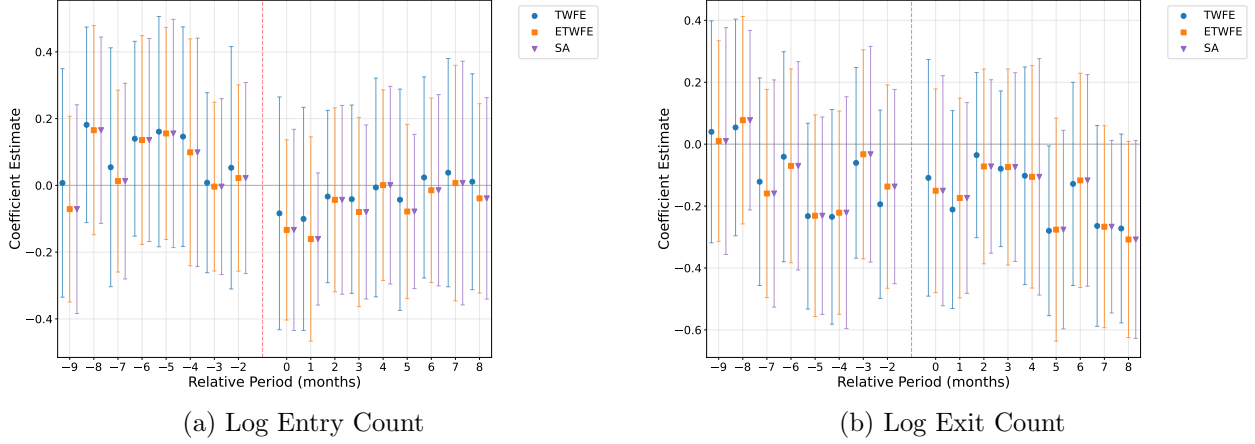 TWFE
ETWFE
SA
0.4
0.2
0.0
−0.2
−0.4
Coefficient Estimate
−9 −8 −7 −6 −5 −4 −3 −2 0 1 2 3 4 5 6 7 8
Relative Period (months)
(a) Log Entry Count
TWFE
ETWFE
SA
0.4
0.2
0.0
−0.2
−0.4
−0.6
Coefficient Estimate
−9 −8 −7 −6 −5 −4 −3 −2 0 1 2 3 4 5 6 7 8
Relative Period (months)
(b) Log Exit Count